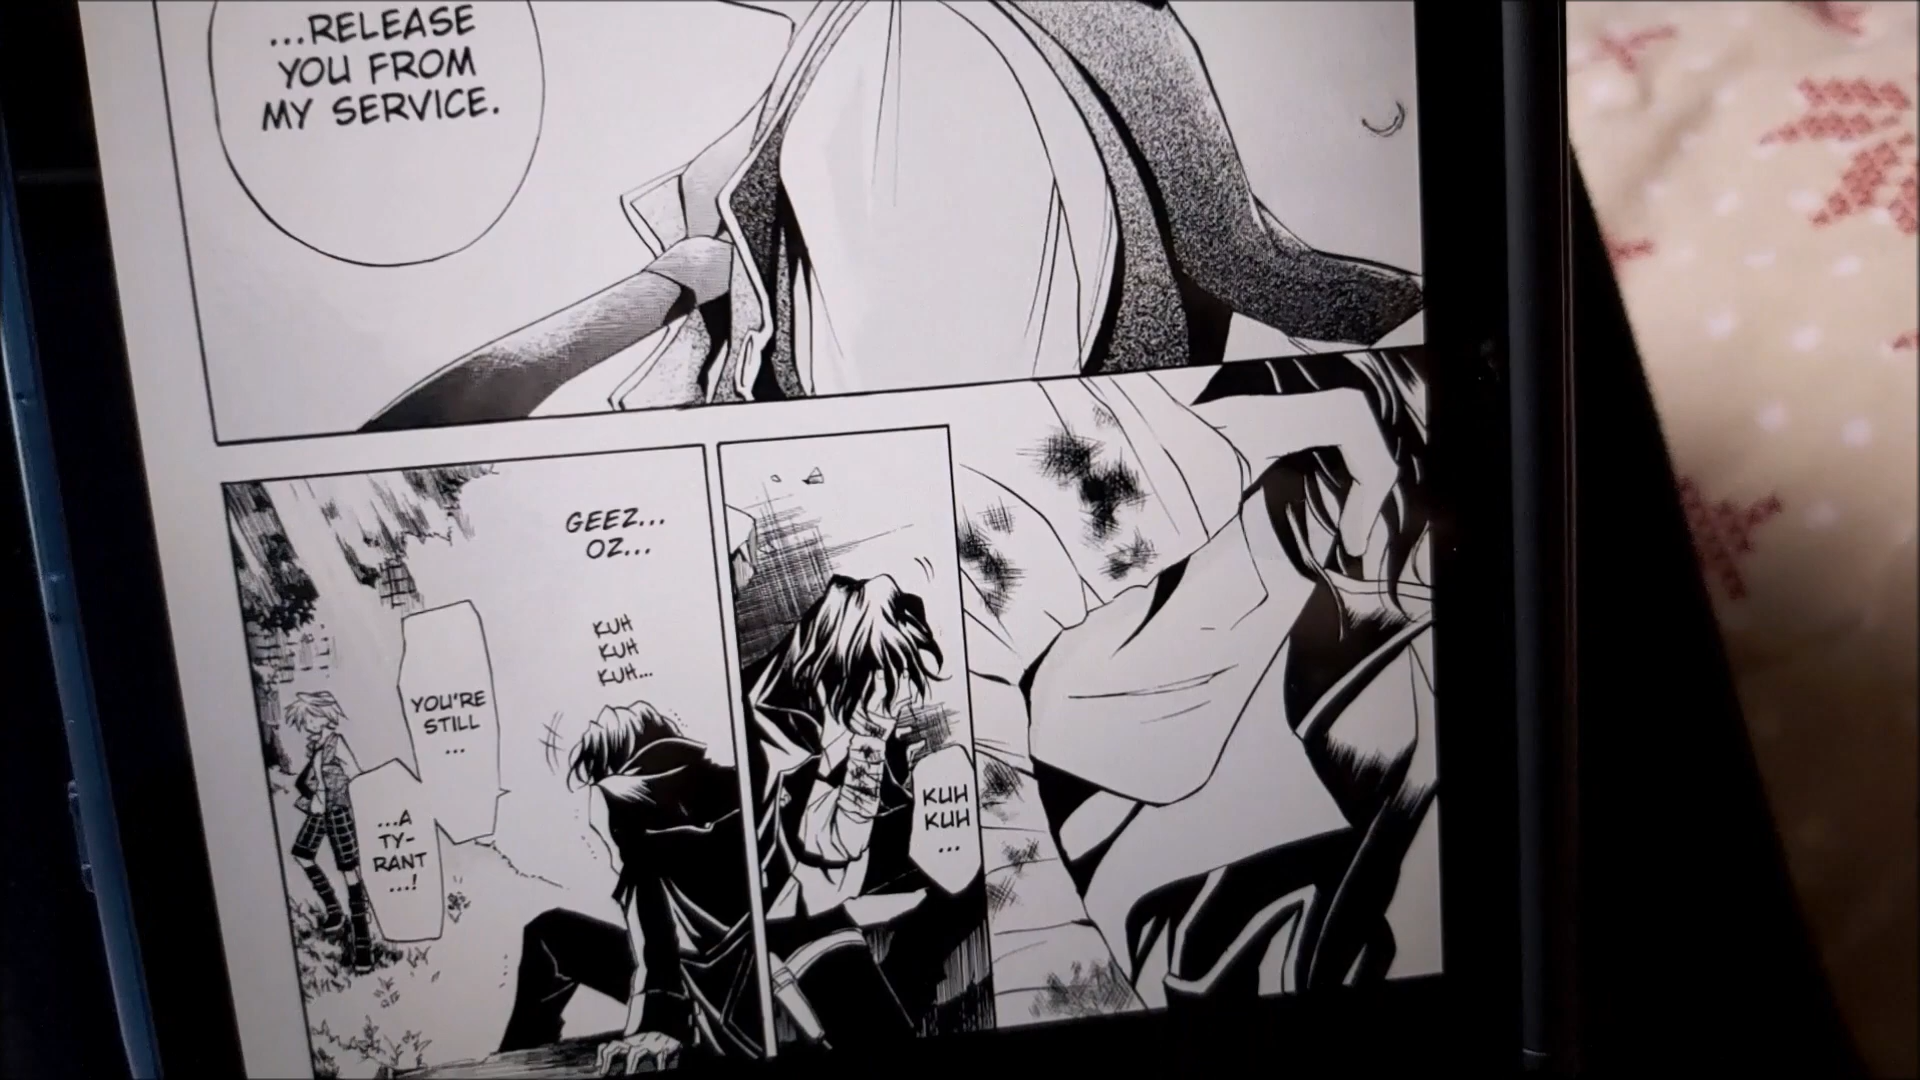 ...RELEASE
YOU FROM
MY SERVICE.
KUH
KUH
...
GEEZ...
OZ...
KUH
KUH
KUH...
YOU'RE
STILL
...
...A
TY-
RANT
...!